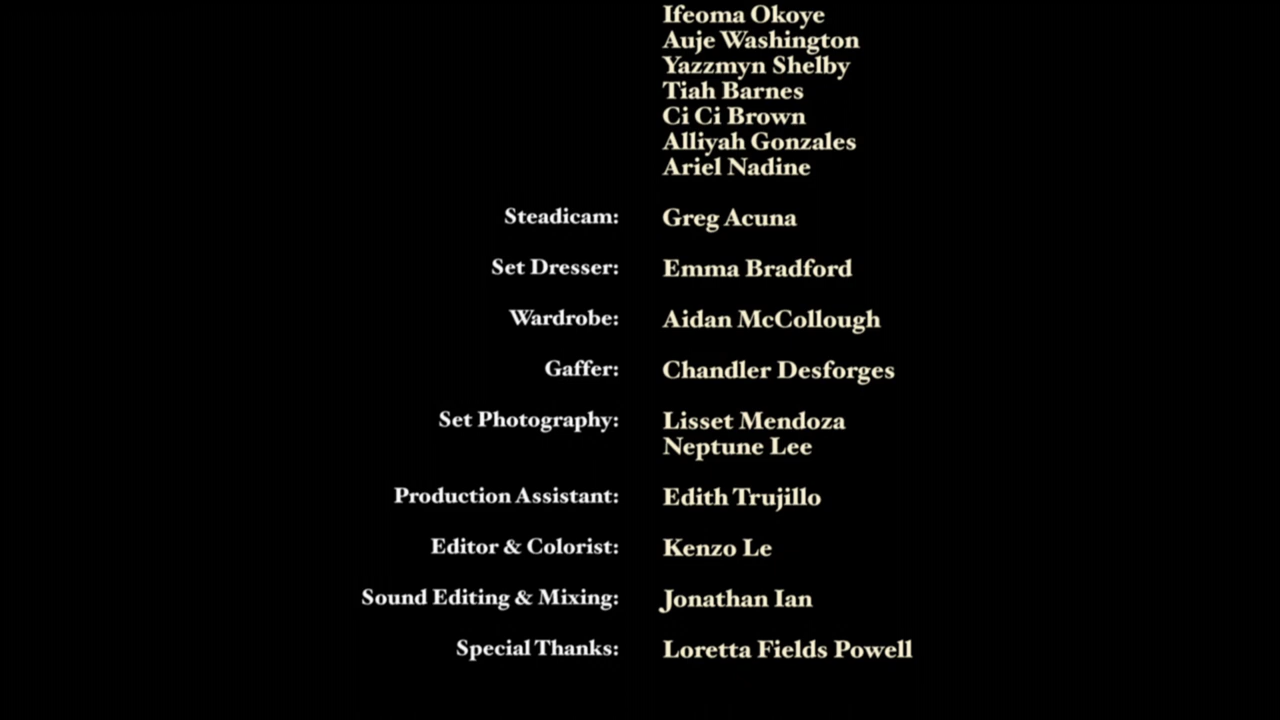 Ifeoma Okoye
Auje Washington
Yazzmyn Shelby
Tiah Barnes
Ci Ci Brown
Alliyah Gonzales
Ariel Nadine
Steadicam: Greg Acuna
Set Dresser: Emma Bradford
Wardrobe: Aidan McCollough
Gaffer: Chandler Desforges
Set Photography: Lisset Mendoza
Neptune Lee
Production Assistant: Edith Trujillo
Editor & Colorist: Kenzo Le
Sound Editing & Mixing: Jonathan Ian
Special Thanks: Loretta Fields Powell